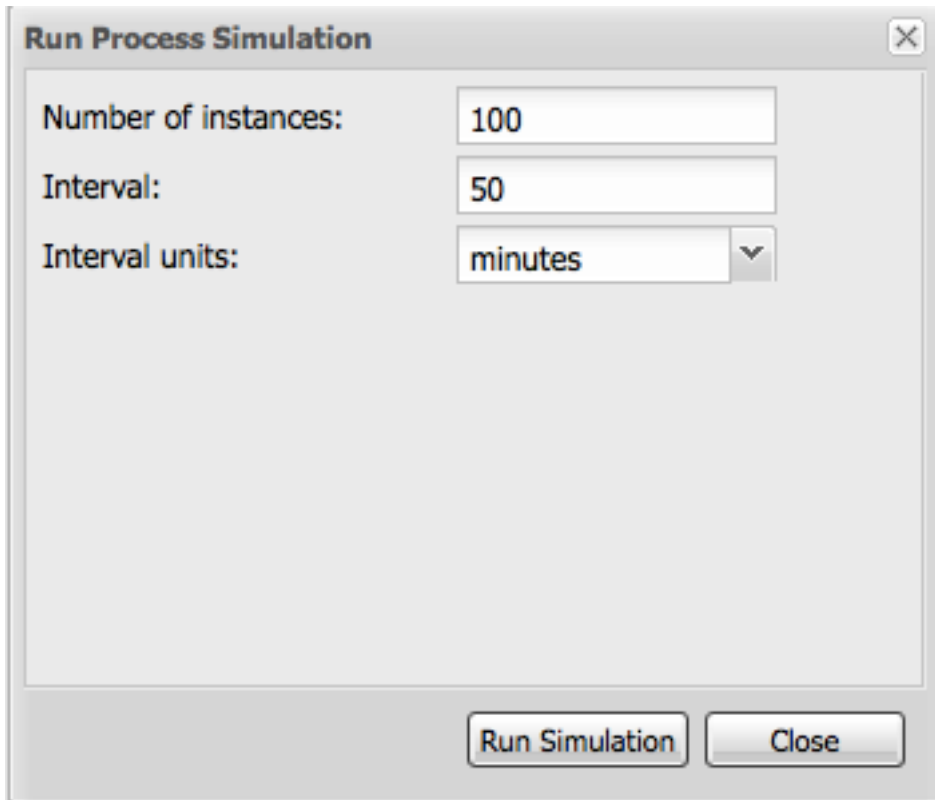 Run Process Simulation
Number of instances: 100
Interval: 50
Interval units: minutes
Run Simulation Close